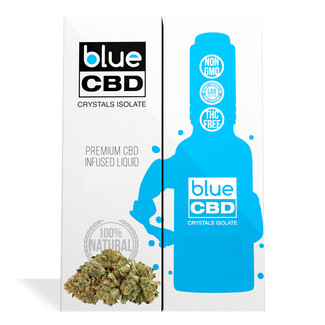 blue
CBD
CRYSTALS ISOLATE
PREMIUM CBD
INFUSED LIQUID
100%
NATURAL
NON
GMO
THC
FREE
blue
CBD
CRYSTALS ISOLATE